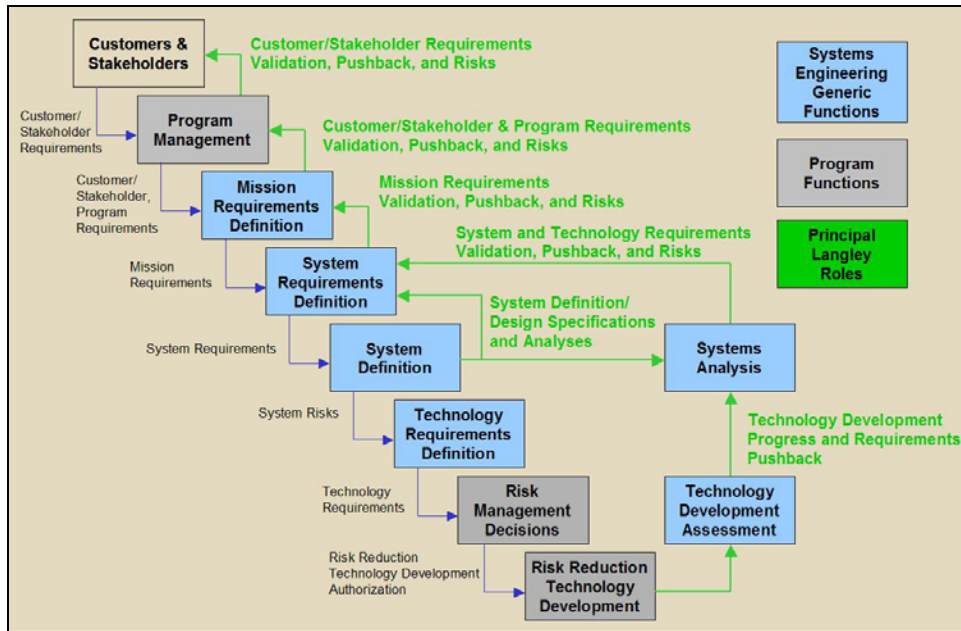 Customers &
Stakeholders
Customer/Stakeholder Requirements
Validation, Pushback, and Risks
Systems
Engineering
Generic
Functions
Customer/
Stakeholder
Requirements
Program
Management
Customer/Stakeholder & Program Requirements
Validation, Pushback, and Risks
Program
Functions
Customer/
Stakeholder,
Program
Requirements
Mission
Requirements
Definition
Mission Requirements
Validation, Pushback, and Risks
Principal
Langley
Roles
Mission
Requirements
System
Requirements
Definition
System and Technology Requirements
Validation, Pushback, and Risks
System Definition/
Design Specifications
and Analyses
System Requirements
System
Definition
Systems
Analysis
System Risks
Technology
Requirements
Definition
Technology Development
Progress and Requirements
Pushback
Technology
Requirements
Risk
Management
Decisions
Technology
Development
Assessment
Risk Reduction
Technology Development
Authorization
Risk Reduction
Technology
Development